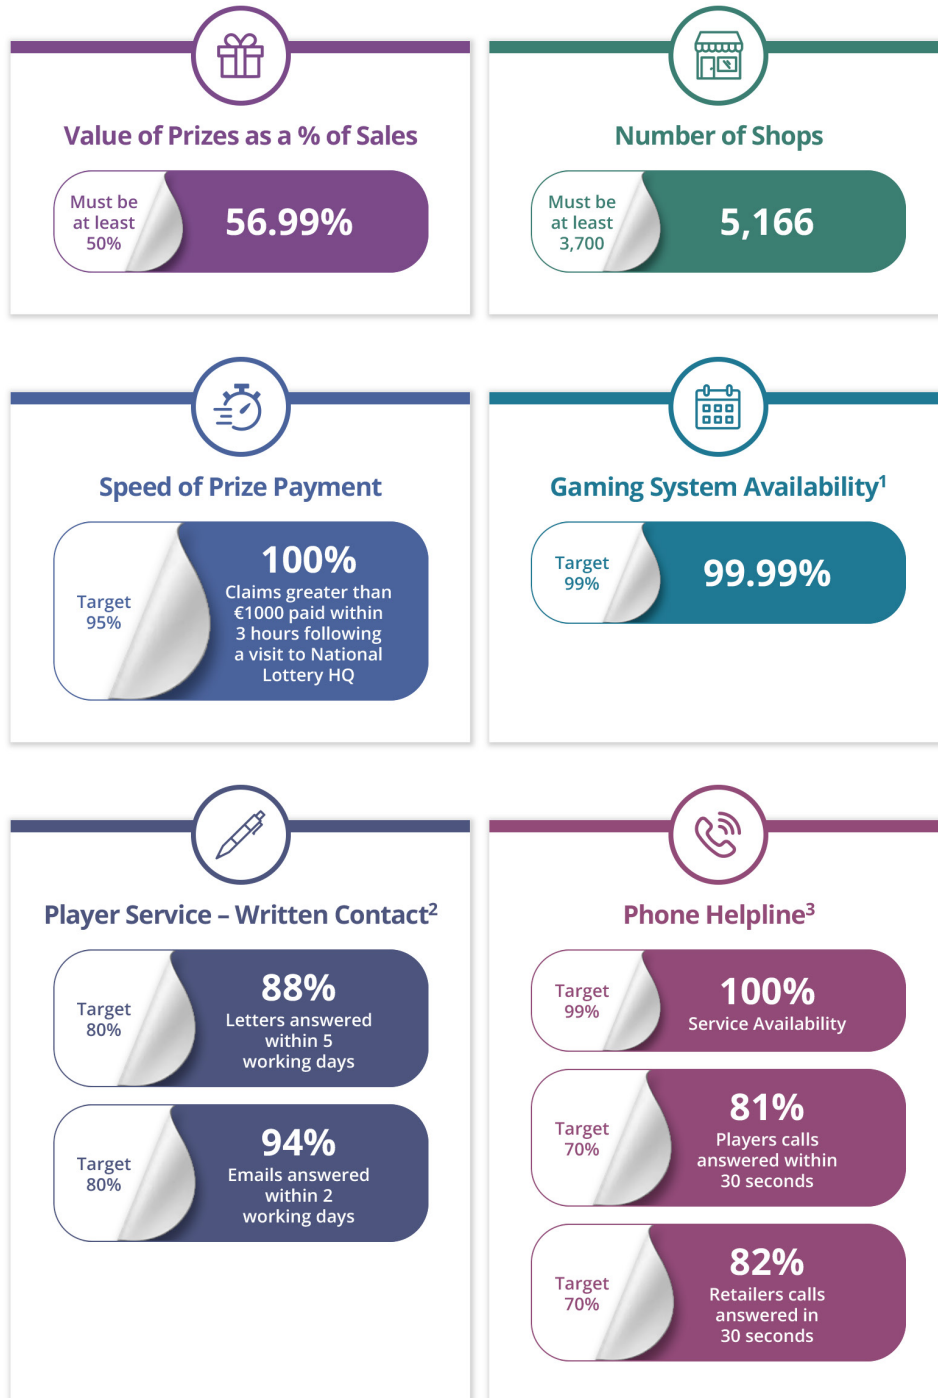 Value of Prizes as a % of Sales
Must be
at least
50%
56.99%
Number of Shops
Must be
at least
3,700
5,166
Speed of Prize Payment
Target
95%
100%
Claims greater than
€1000 paid within
3 hours following
a visit to National
Lottery HQ
Gaming System Availability¹
Target
99%
99.99%
Player Service – Written Contact²
Target
80%
88%
Letters answered
within 5
working days
Target
80%
94%
Emails answered
within 2
working days
Phone Helpline³
Target
99%
100%
Service Availability
Target
70%
81%
Players calls
answered within
30 seconds
Target
70%
82%
Retailers calls
answered in
30 seconds